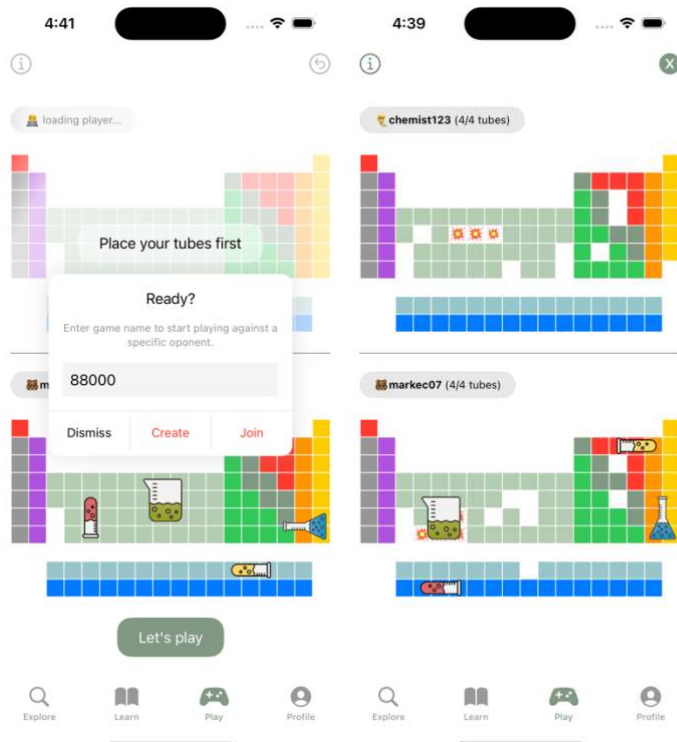 4:41
loading player...
Place your tubes first
Ready?
Enter game name to start playing against a
specific oponent.
88000
Dismiss Create Join
m
Let's play
Explore Learn Play Profile
4:39
chemist123 (4/4 tubes)
markec07 (4/4 tubes)
Explore Learn Play Profile